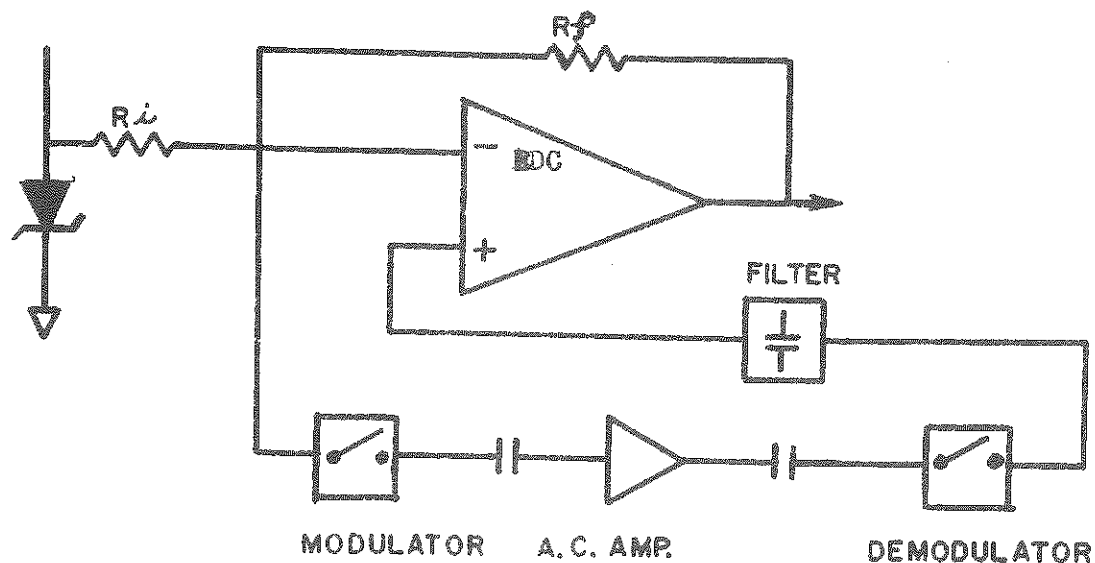 Rf
Ri
−
DC
+
FILTER
MODULATOR
A.C. AMP.
DEMODULATOR